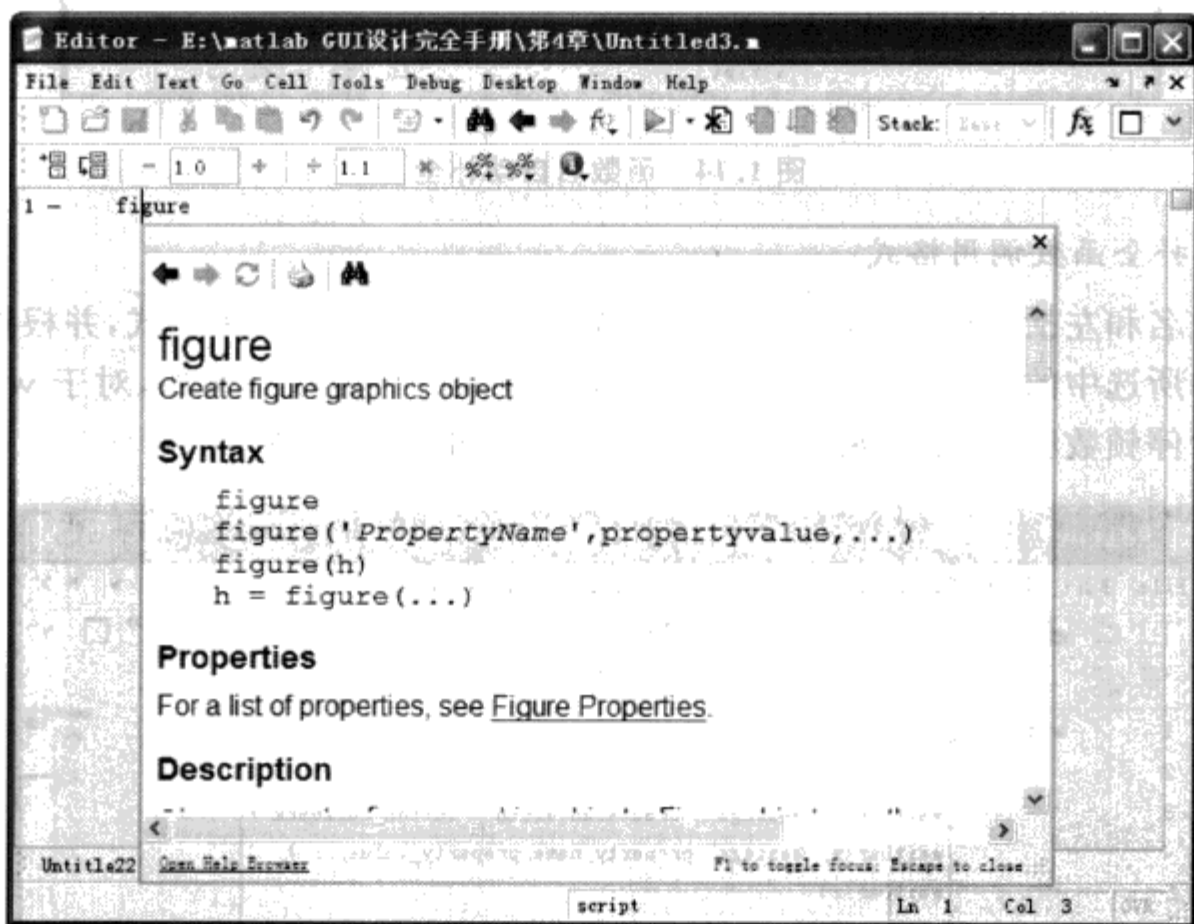 Editor - E:\matlab GUI设计完全手册\第4章\Untitled3.m
File Edit Text Go Cell Tools Debug Desktop Window Help
Stack: fx
- 1.0 + ÷ 1.1 ×
1 - figure
figure
Create figure graphics object
Syntax
figure
figure('PropertyName',propertyvalue,...)
figure(h)
h = figure(...)
Properties
For a list of properties, see Figure Properties.
Description
Untitle22 Open Help Browser F1 to toggle focus; Escape to close
script Ln 1 Col 3 OVR